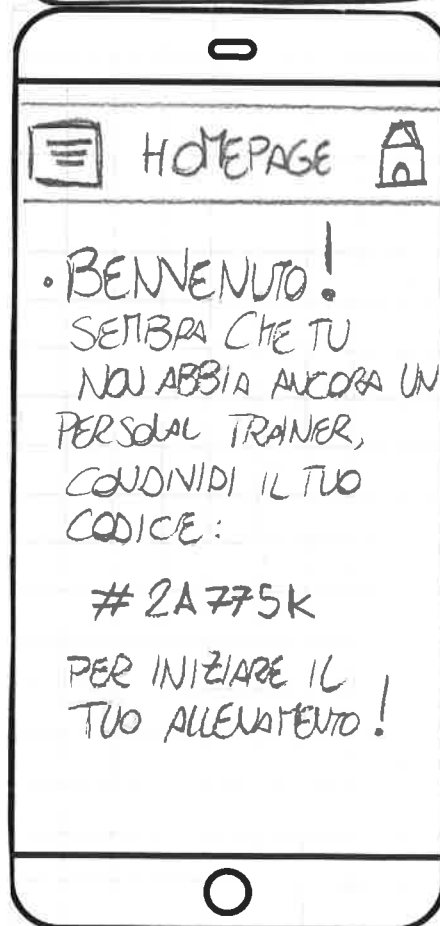 HOMEPAGE
• BENVENUTO!
SEMBRA CHE TU
NON ABBIA ANCORA UN
PERSONAL TRAINER,
CONDIVIDI IL TUO
CODICE:
# 2A775K
PER INIZIARE IL
TUO ALLENAMENTO!